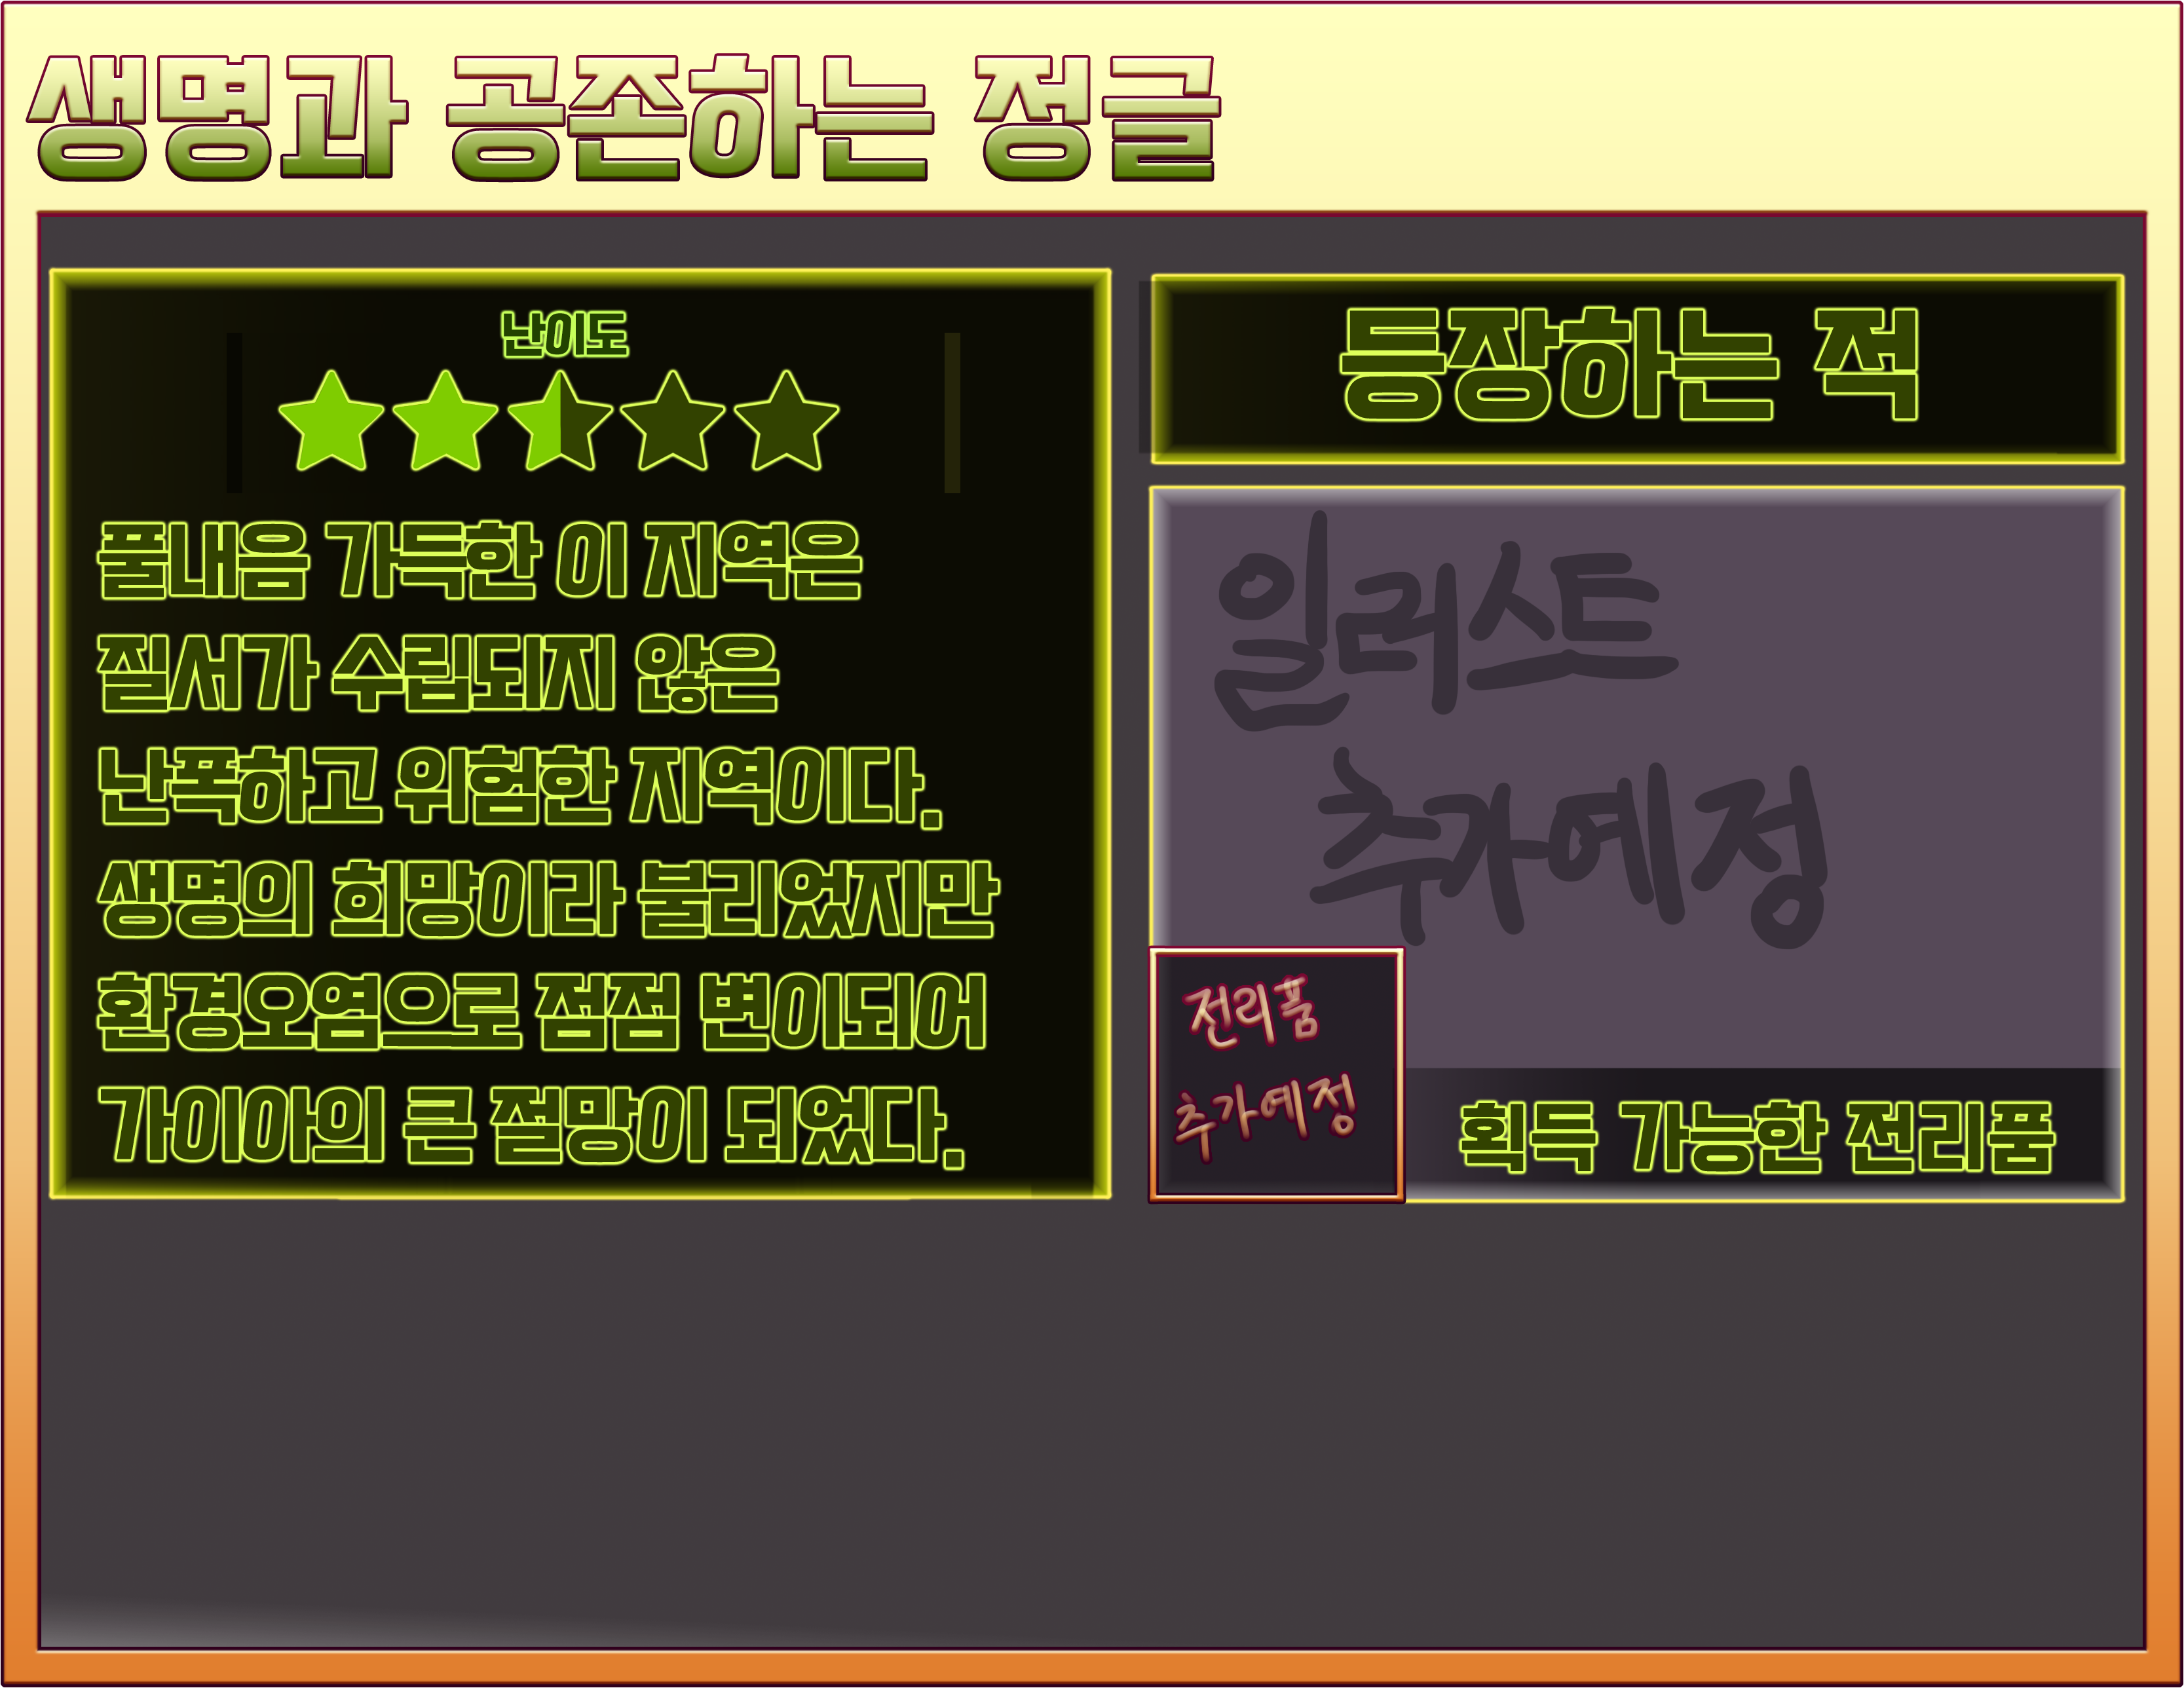 생명과 공존하는 정글
난이도
풀내음 가득한 이 지역은
질서가 수립되지 않은
난폭하고 위험한 지역이다.
생명의 희망이라 불리었지만
환경오염으로 점점 변이되어
가이아의 큰 절망이 되었다.
등장하는 적
일러스트
추가예정
전리품
추가예정
획득 가능한 전리품